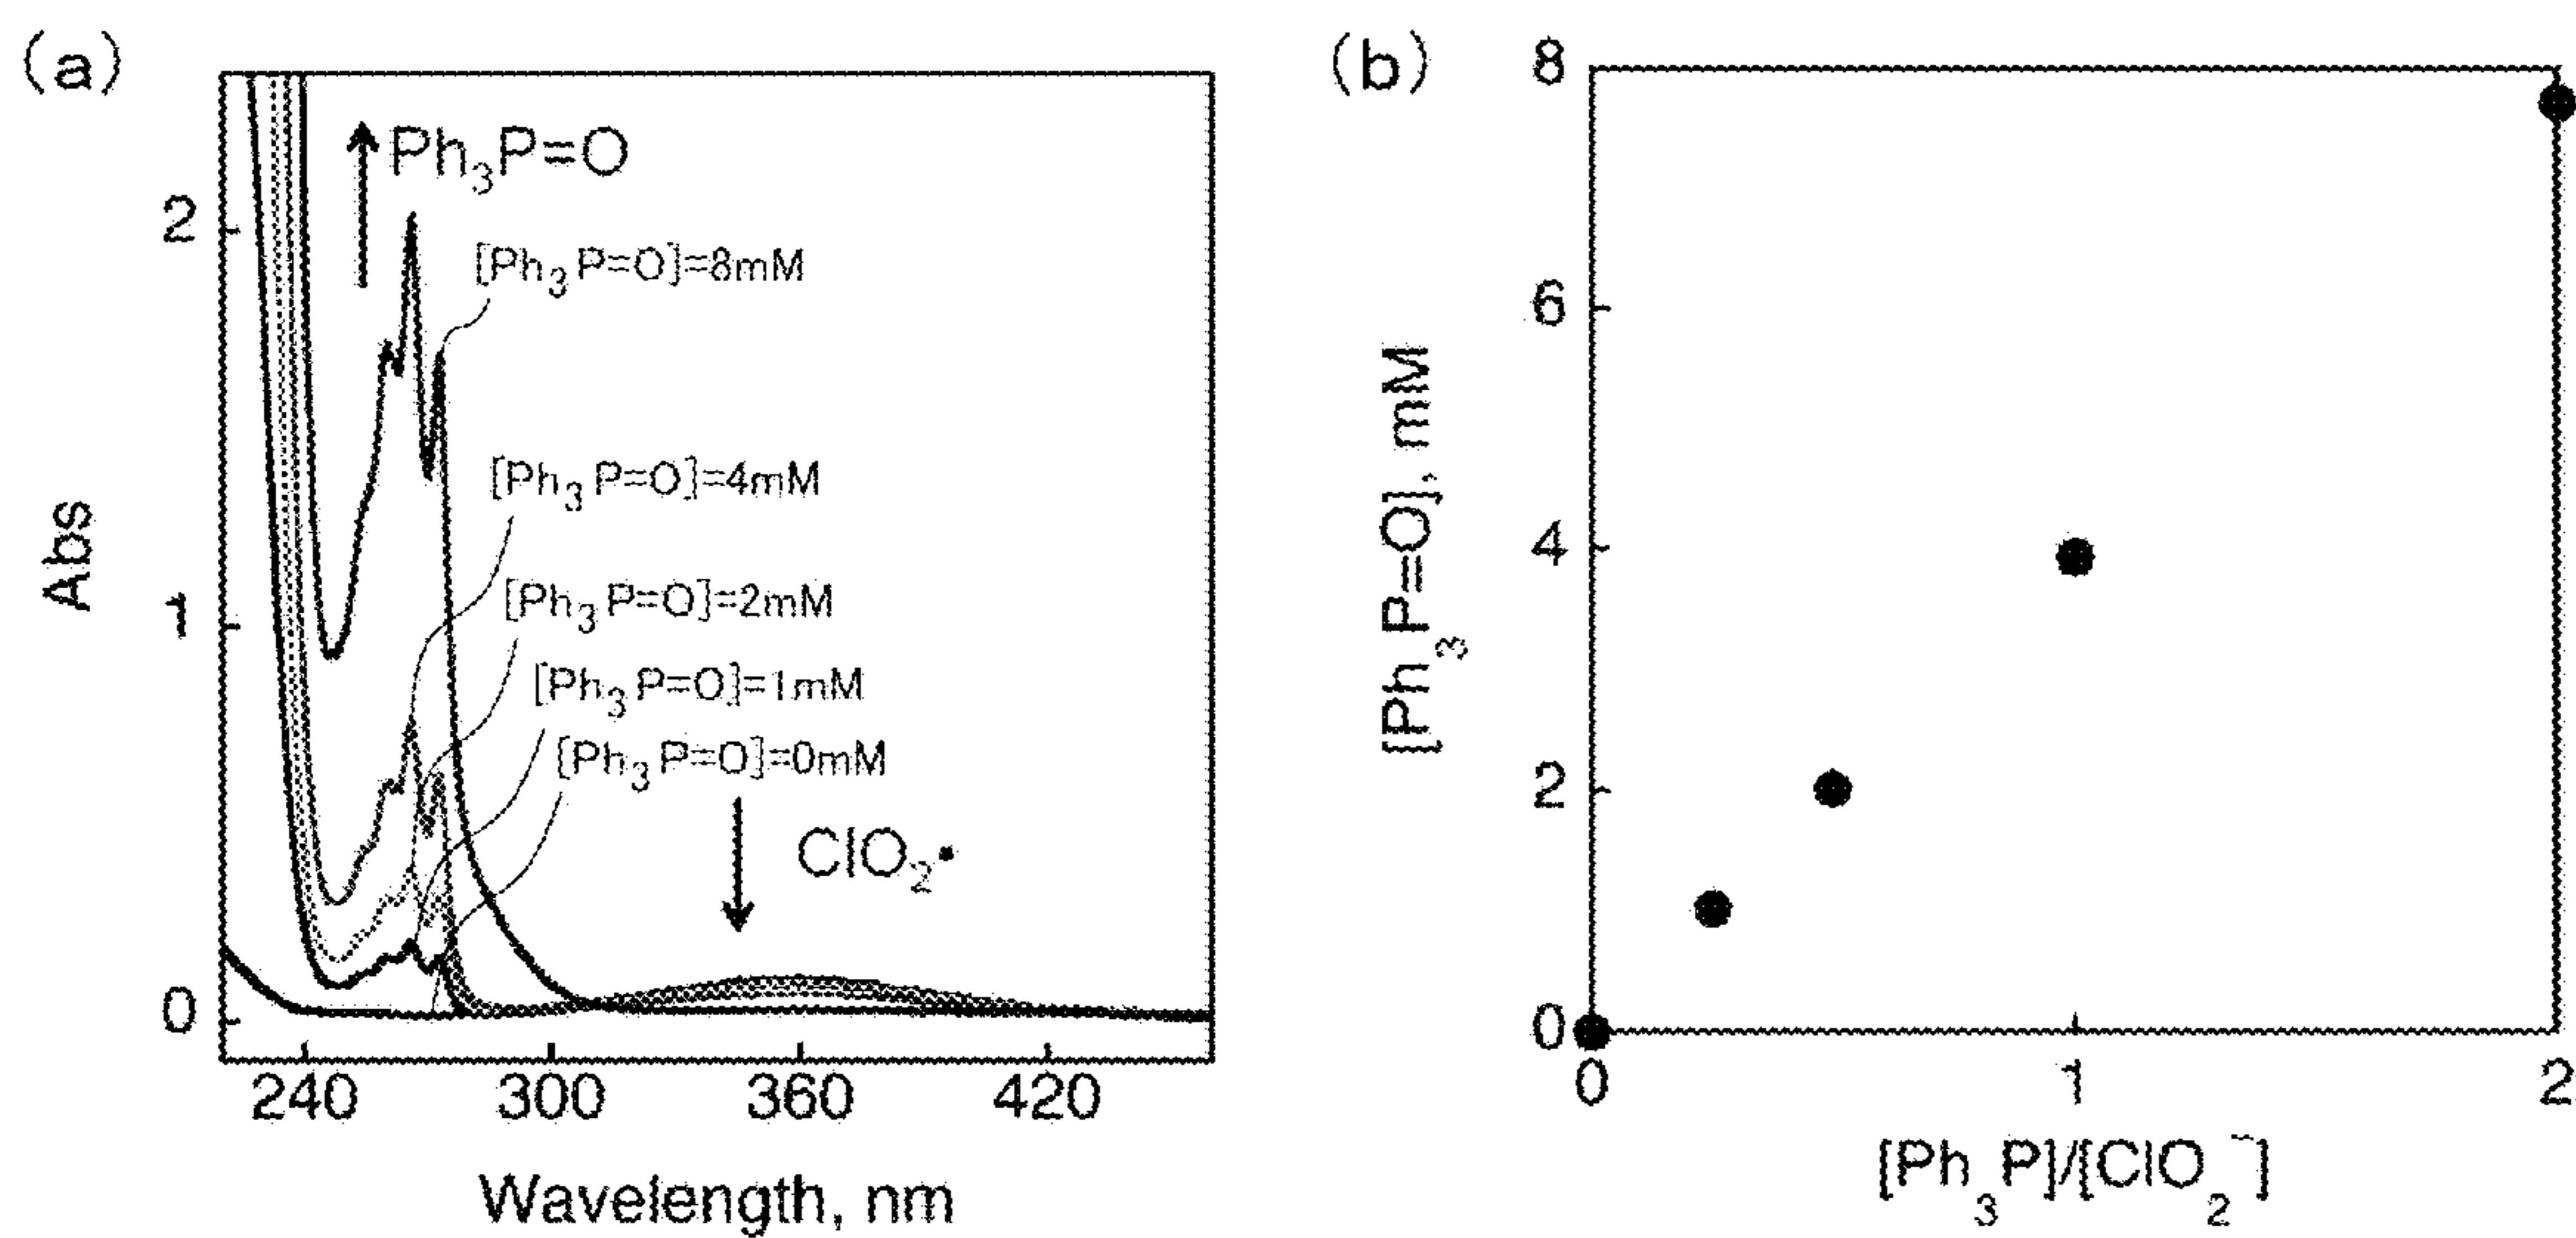 (a)
Ph₃P=O
[Ph₃P=O]=8mM
[Ph₃P=O]=4mM
[Ph₃P=O]=2mM
[Ph₃P=O]=1mM
[Ph₃P=O]=0mM
ClO₂•
Abs
2
1
0
240 300 360 420
Wavelength, nm
(b)
[Ph₃P=O], mM
8
6
4
2
0
0 1 2
[Ph₃P]/[ClO₂⁻]